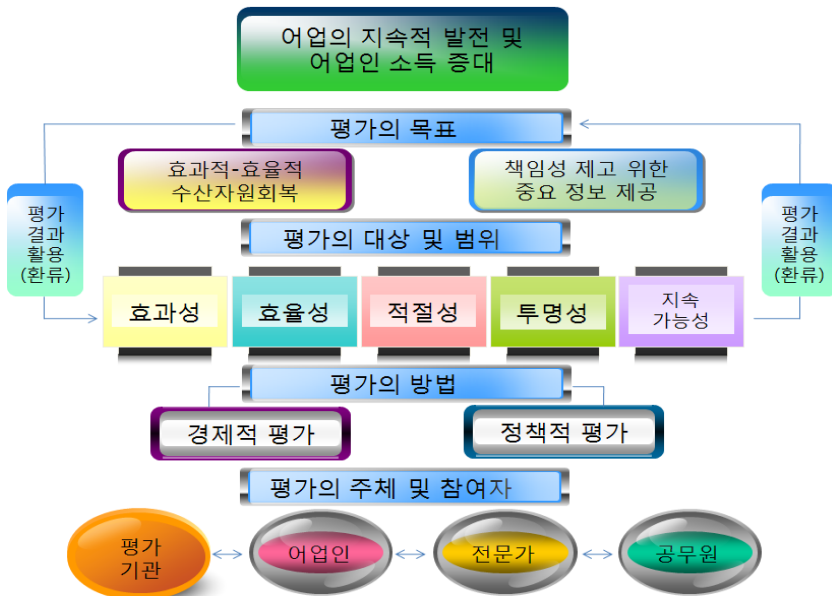 어업의 지속적 발전 및
어업인 소득 증대
평가의 목표
효과적-효율적
수산자원회복
책임성 제고 위한
중요 정보 제공
평가
결과
활용
(환류)
평가
결과
활용
(환류)
평가의 대상 및 범위
효과성
효율성
적절성
투명성
지속
가능성
평가의 방법
경제적 평가
정책적 평가
평가의 주체 및 참여자
평가
기관
어업인
전문가
공무원